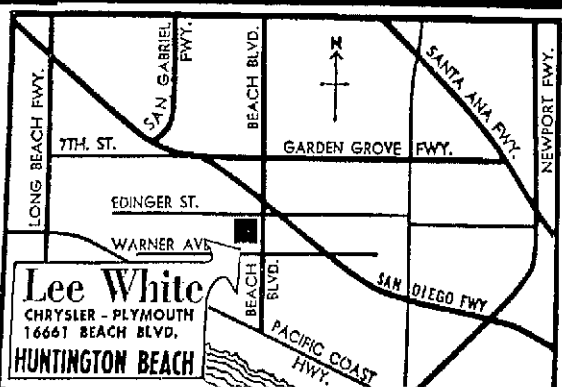 LONG BEACH FWY.
SAN GABRIEL
FWY.
BEACH BLVD.
N
SANTA ANA FWY.
NEWPORT FWY.
7TH. ST.
GARDEN GROVE FWY.
EDINGER ST.
WARNER AVE
BEACH
BLVD.
SAN DIEGO FWY
PACIFIC COAST
HWY.
Lee White
CHRYSLER - PLYMOUTH
16661 BEACH BLVD.
HUNTINGTON BEACH